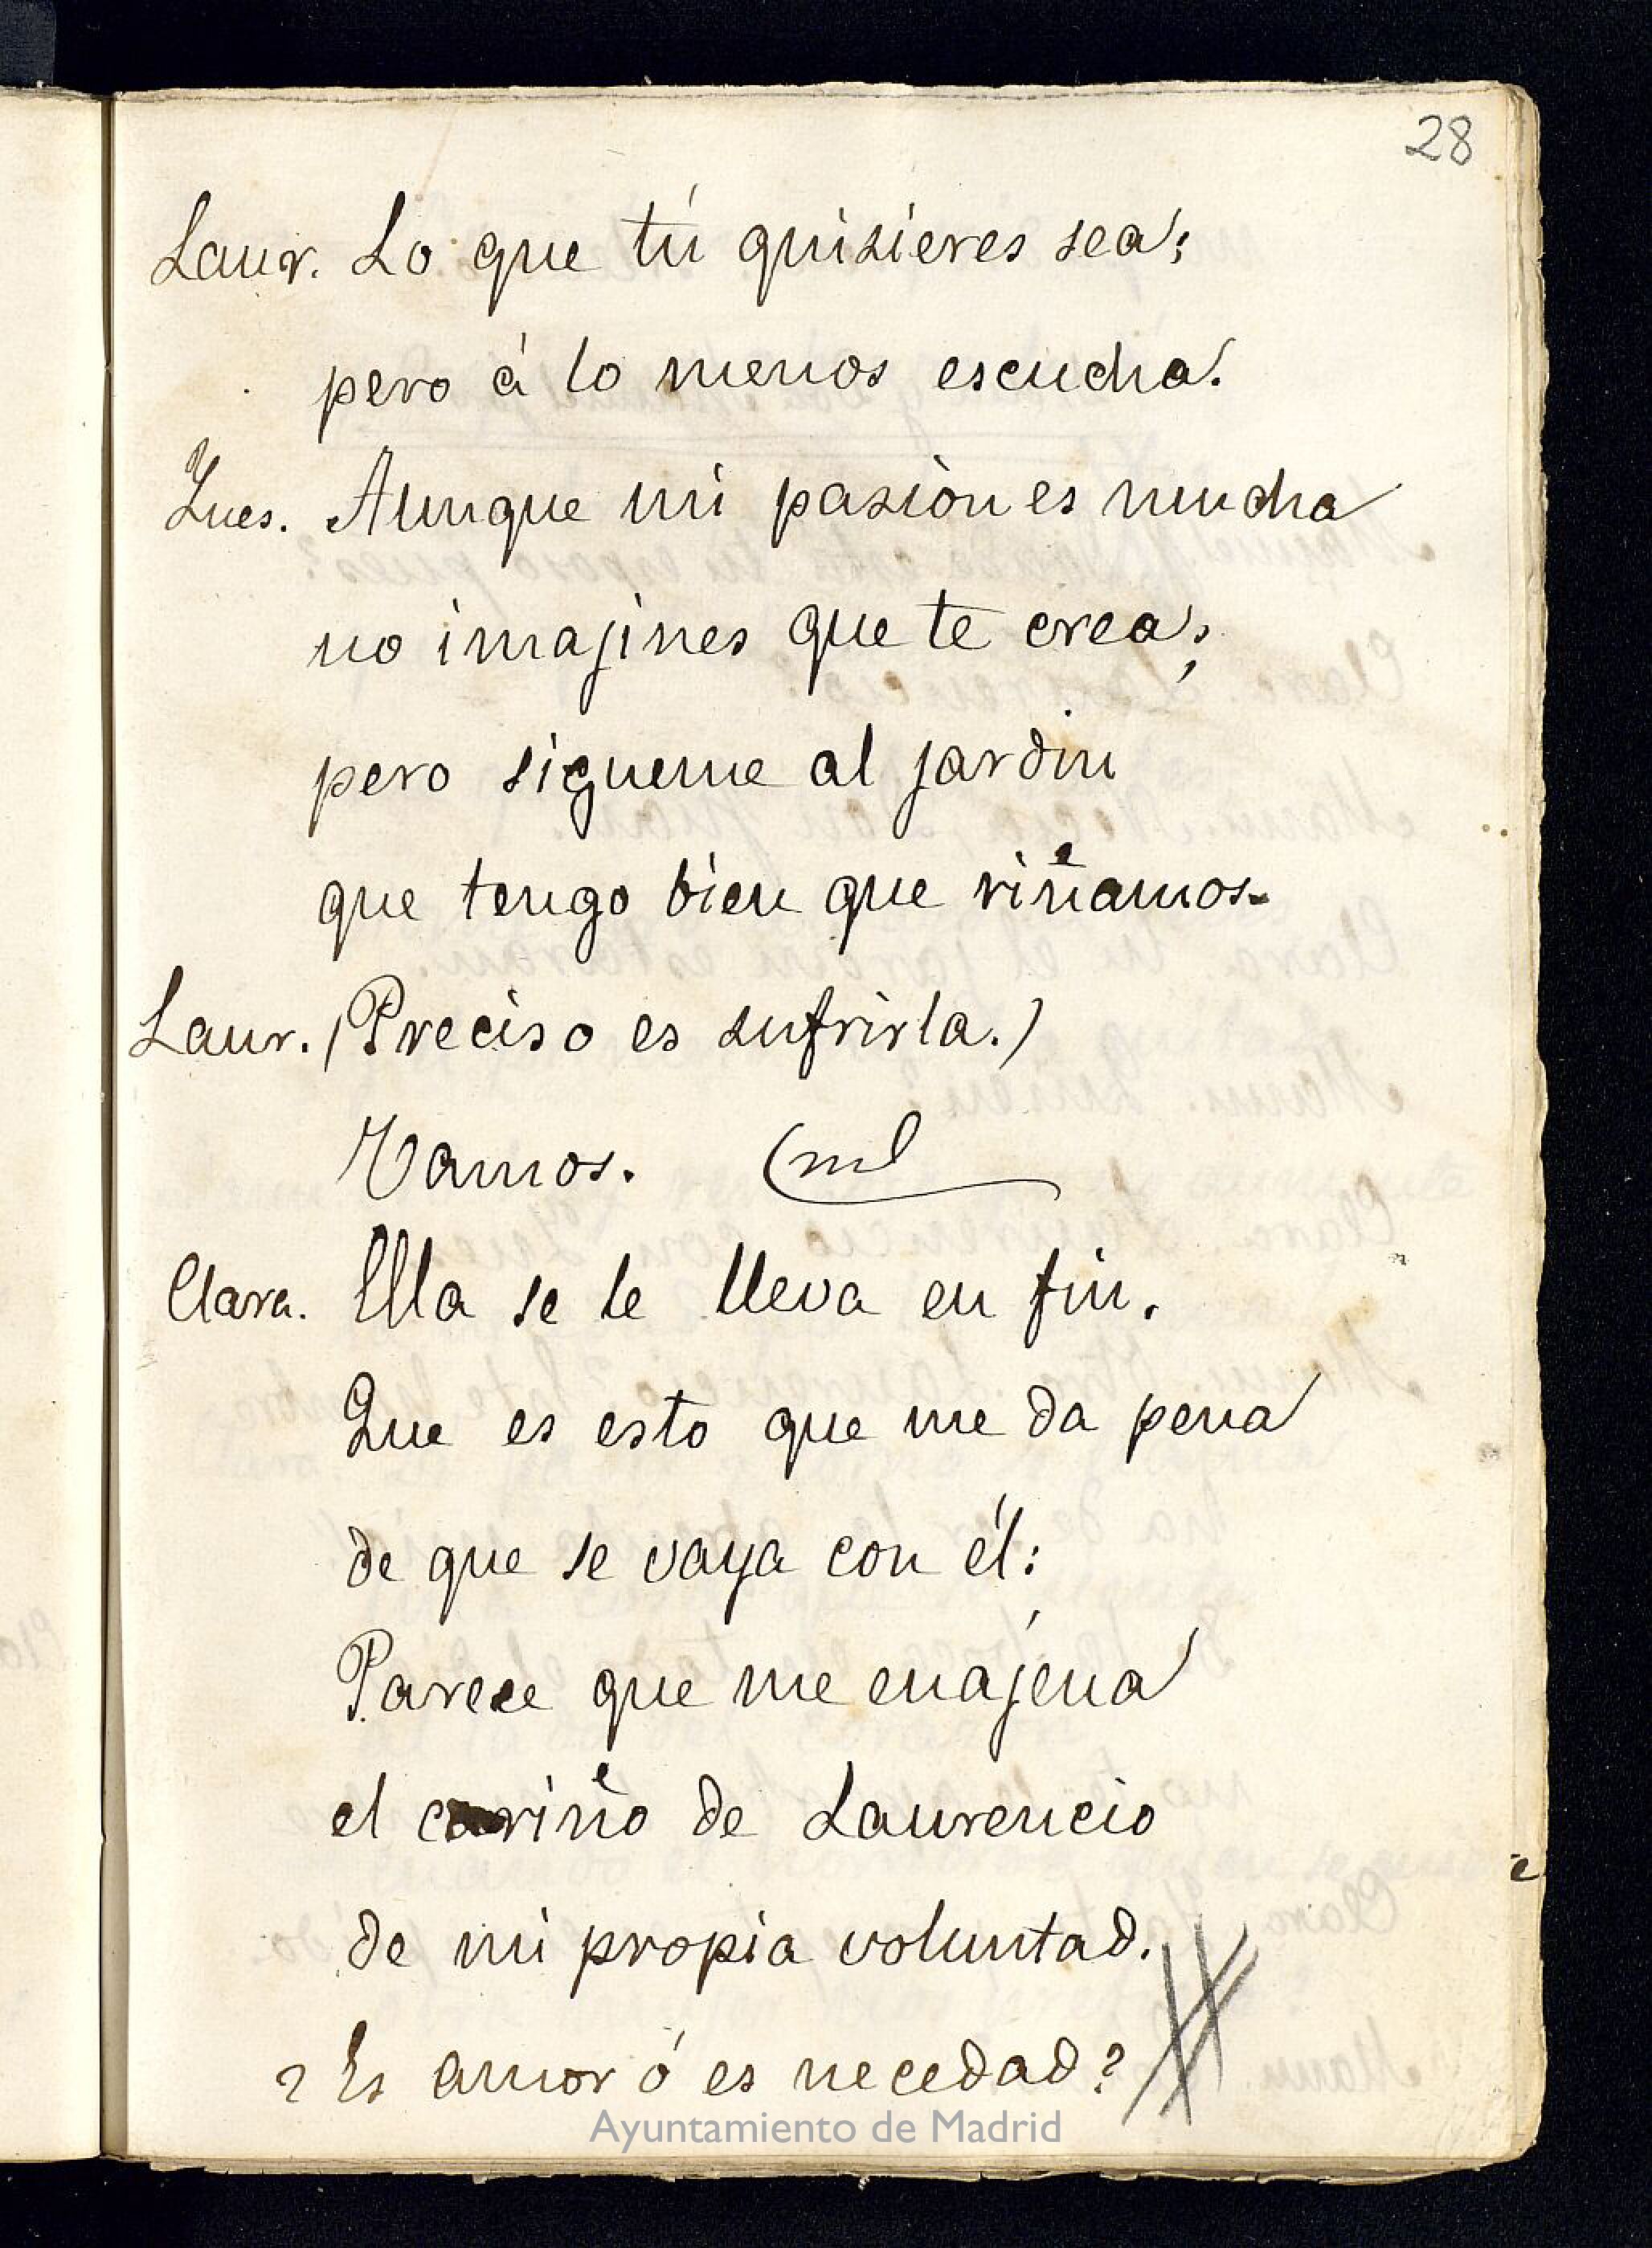 28
Laur. Lo que tú quisieres sea;
pero á lo menos escucha.
Ynes. Aunque mi pasion es mucha
no imajines que te crea;
pero sigueme al jardin
que tengo bien que riñamos.
Laur. (Preciso es sufrirla.)
Vamos.
Clara. Ella se le lleva en fin.
Que es esto que me da pena
de que se vaya con él:
Parece que me enajena
el cariño de Laurencio
de mi propia voluntad.
¿Es amor ó es necedad?
Ayuntamiento de Madrid